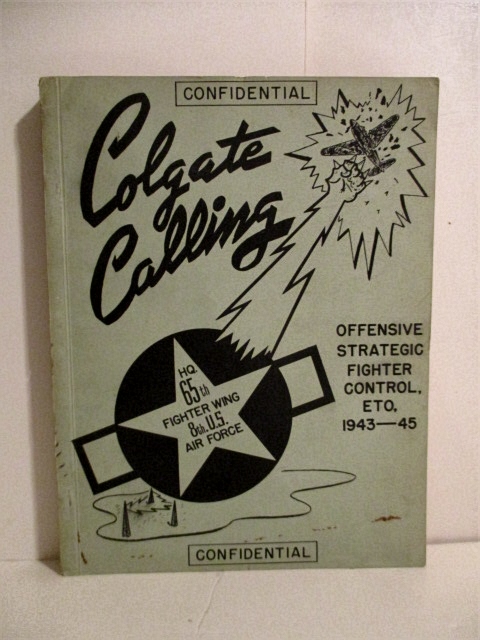 CONFIDENTIAL
Colgate
Calling
OFFENSIVE
STRATEGIC
FIGHTER
CONTROL,
ETO,
1943—45
HQ.
65th
FIGHTER WING
8th. U.S.
AIR FORCE
CONFIDENTIAL